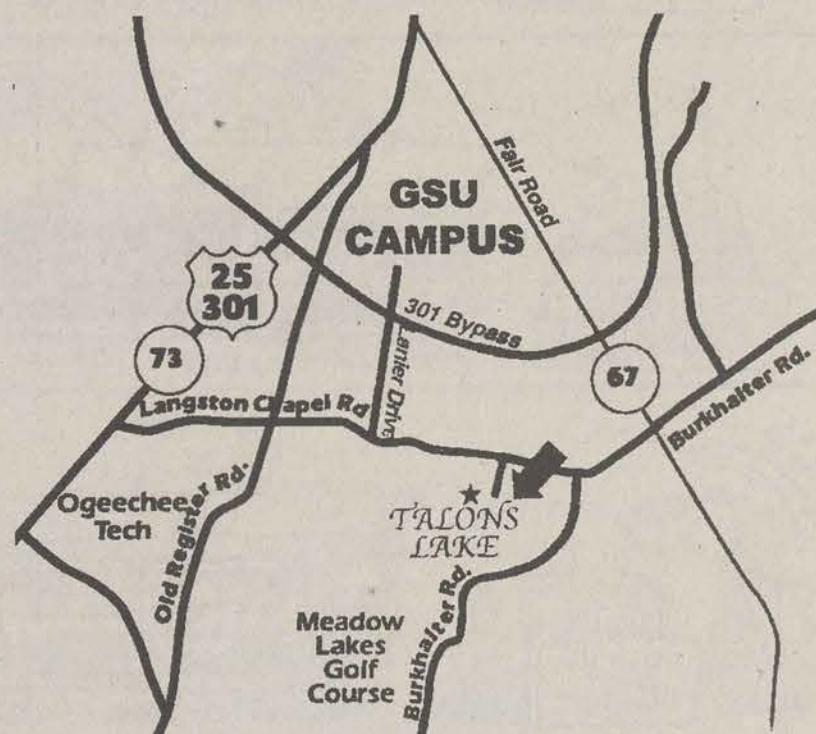 Fair Road
GSU
CAMPUS
25
301
301 Bypass
73
Lanier Drive
67
Langston Chapel Rd
Burkhalter Rd.
Ogeechee
Tech
Old Register Rd.
TALONS
LAKE
Meadow
Lakes
Golf
Course
Burkhalter Rd.